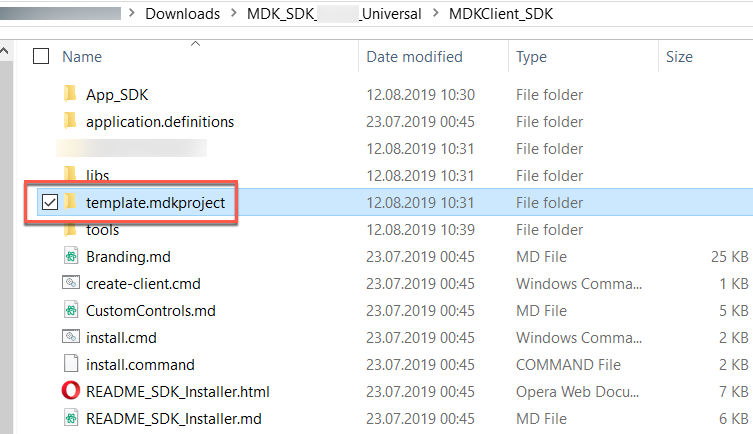 Downloads > MDK_SDK_ _Universal > MDKClient_SDK
Name Date modified Type Size
App_SDK 12.08.2019 10:30 File folder
application.definitions 23.07.2019 00:45 File folder
12.08.2019 10:31 File folder
libs 12.08.2019 10:31 File folder
template.mdkproject 12.08.2019 10:31 File folder
tools 12.08.2019 10:39 File folder
Branding.md 23.07.2019 00:45 MD File 25 KB
create-client.cmd 23.07.2019 00:45 Windows Comma... 1 KB
CustomControls.md 23.07.2019 00:45 MD File 5 KB
install.cmd 23.07.2019 00:45 Windows Comma... 2 KB
install.command 23.07.2019 00:45 COMMAND File 2 KB
README_SDK_Installer.html 23.07.2019 00:45 Opera Web Docu... 7 KB
README_SDK_Installer.md 23.07.2019 00:45 MD File 6 KB